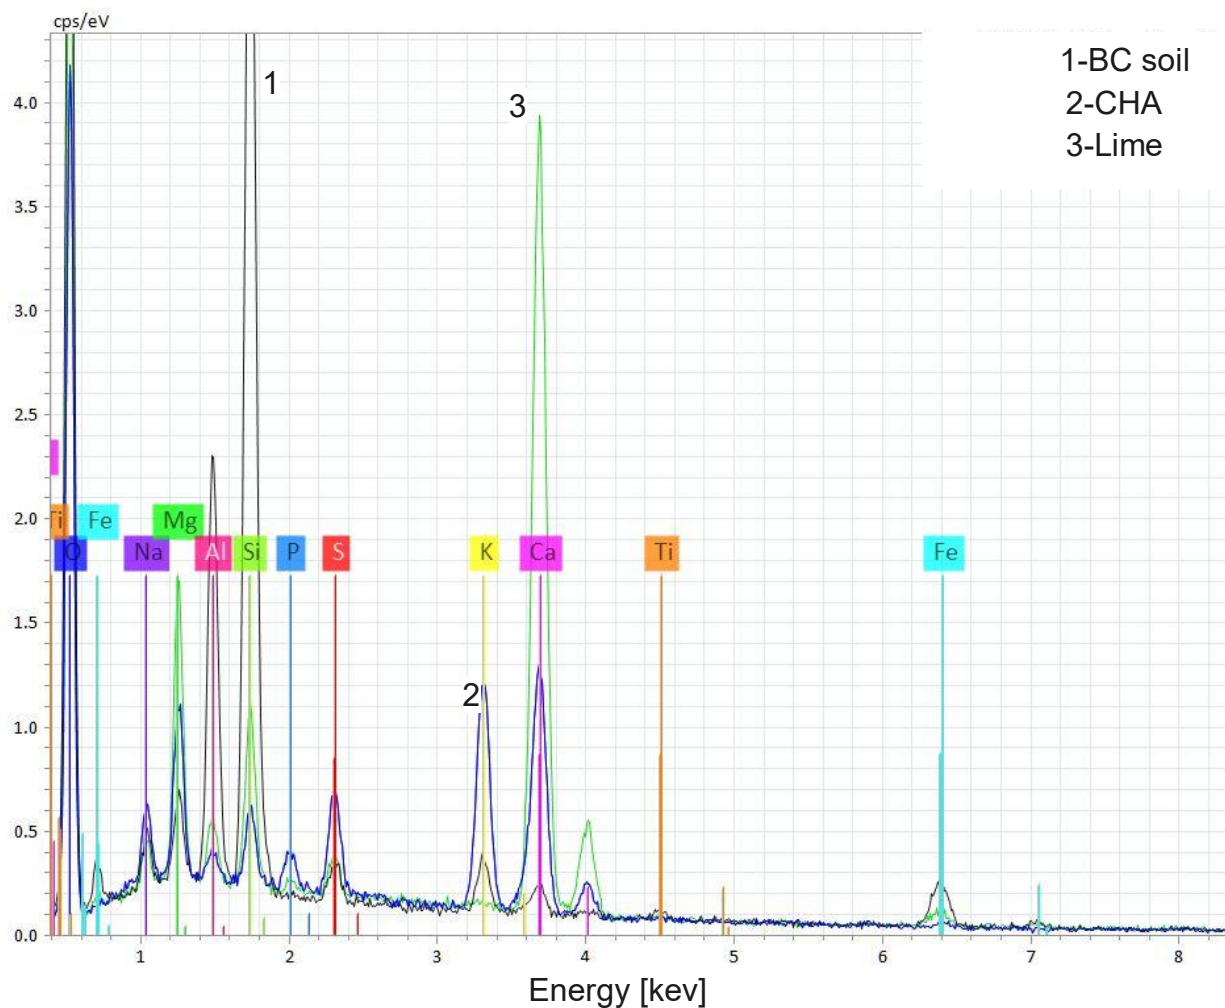 cps/eV
1-BC soil
2-CHA
3-Lime
1
3
4.0
3.5
3.0
2.5
2.0
Ti Fe Mg
O Na Al Si P S K Ca Ti Fe
1.5
2
1.0
0.5
0.0
1 2 3 4 5 6 7 8
Energy [kev]